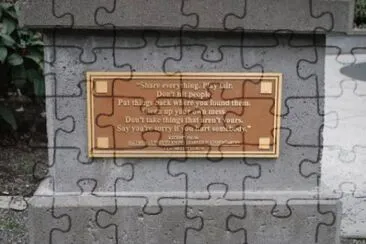 "Share everything. Play fair.
Don't hit people.
Put things back where you found them.
Clean up your own mess.
Don't take things that aren't yours.
Say you're sorry if you hurt somebody."